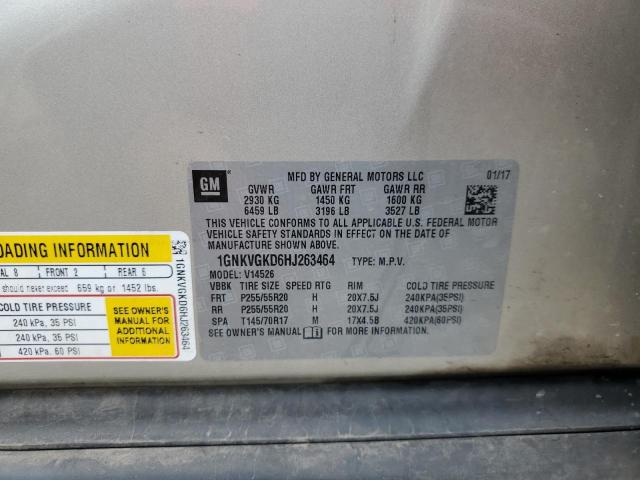 GM
MFD BY GENERAL MOTORS LLC 01/17
GVWR GAWR FRT GAWR RR
2930 KG 1450 KG 1600 KG
6459 LB 3196 LB 3527 LB
THIS VEHICLE CONFORMS TO ALL APPLICABLE U.S. FEDERAL MOTOR
VEHICLE SAFETY STANDARDS IN EFFECT ON THE DATE OF
MANUFACTURE SHOWN ABOVE.
1GNKVGKD6HJ263464 TYPE: M.P.V.
MODEL: V14526
VBBK TIRE SIZE SPEED RTG RIM COLD TIRE PRESSURE
FRT P255/55R20 H 20X7.5J 240KPA(35PSI)
RR P255/55R20 H 20X7.5J 240KPA(35PSI)
SPA T145/70R17 M 17X4.5B 420KPA(60PSI)
SEE OWNER'S MANUAL FOR MORE INFORMATION.
OADING INFORMATION
AL 8 FRONT 2 REAR 6
should never exceed 659 kg or 1452 lbs.
COLD TIRE PRESSURE
240 kPa, 35 PSI
240 kPa, 35 PSI
420 kPa, 60 PSI
SEE OWNER'S
MANUAL FOR
ADDITIONAL
INFORMATION
1GNKVGKD6HJ263464